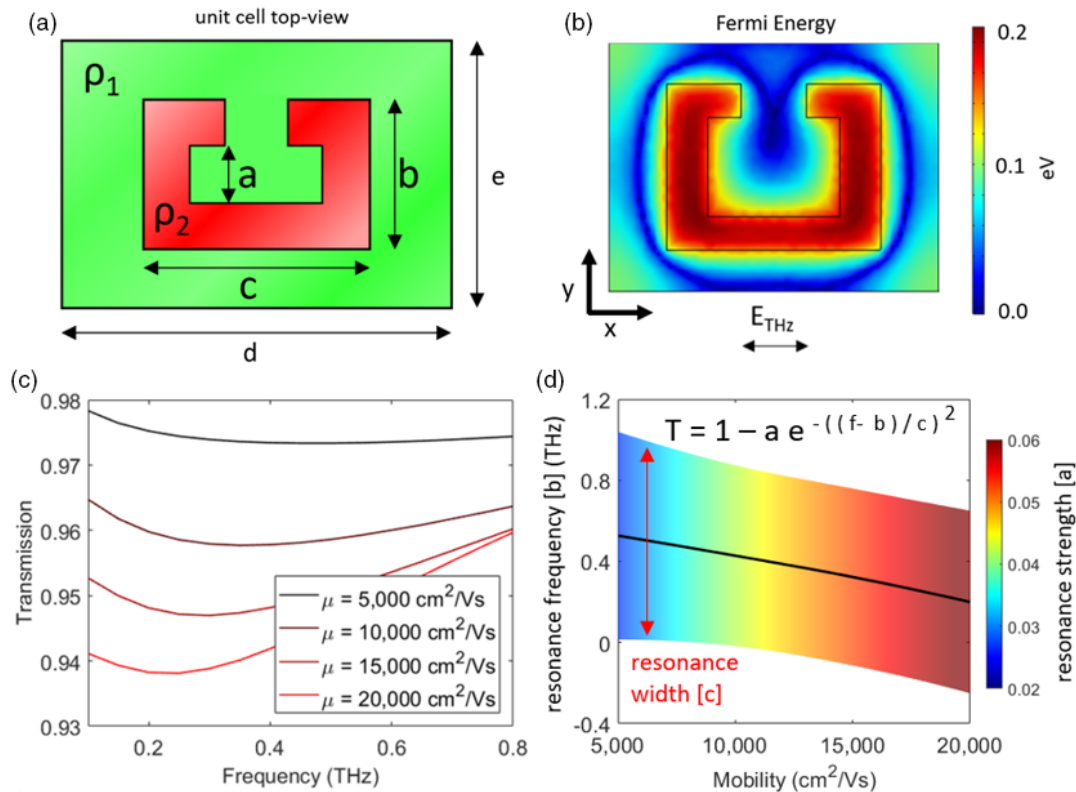 unit cell top-view
(a)
ρ1
a
b
e
ρ2
c
d
(b)
Fermi Energy
0.2
0.1
eV
0.0
y
x
ETHz
(c)
0.98
0.97
0.96
0.95
0.94
0.93
Transmission
0.2
0.4
0.6
0.8
Frequency (THz)
μ = 5,000 cm2/Vs
μ = 10,000 cm2/Vs
μ = 15,000 cm2/Vs
μ = 20,000 cm2/Vs
(d)
T = 1 – a e -((f- b)/c)2
1.2
0.8
0.4
0
-0.4
resonance frequency [b] (THz)
resonance
width [c]
5,000
10,000
15,000
20,000
Mobility (cm2/Vs)
0.06
0.05
0.04
0.03
0.02
resonance strength [a]